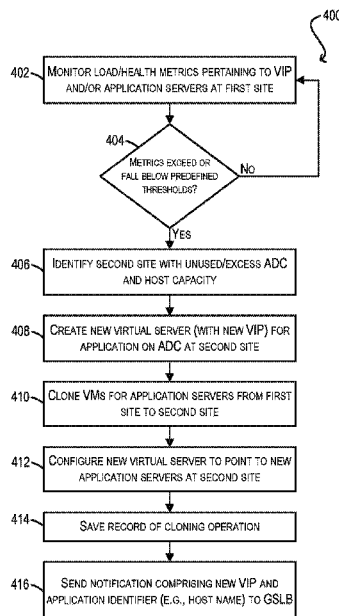 400
402
MONITOR LOAD/HEALTH METRICS PERTAINING TO VIP
AND/OR APPLICATION SERVERS AT FIRST SITE
404
METRICS EXCEED OR
FALL BELOW PREDEFINED
THRESHOLDS?
NO
YES
406
IDENTIFY SECOND SITE WITH UNUSED/EXCESS ADC
AND HOST CAPACITY
408
CREATE NEW VIRTUAL SERVER (WITH NEW VIP) FOR
APPLICATION ON ADC AT SECOND SITE
410
CLONE VMS FOR APPLICATION SERVERS FROM FIRST
SITE TO SECOND SITE
412
CONFIGURE NEW VIRTUAL SERVER TO POINT TO NEW
APPLICATION SERVERS AT SECOND SITE
414
SAVE RECORD OF CLONING OPERATION
416
SEND NOTIFICATION COMPRISING NEW VIP AND
APPLICATION IDENTIFIER (E.G., HOST NAME) TO GSLB